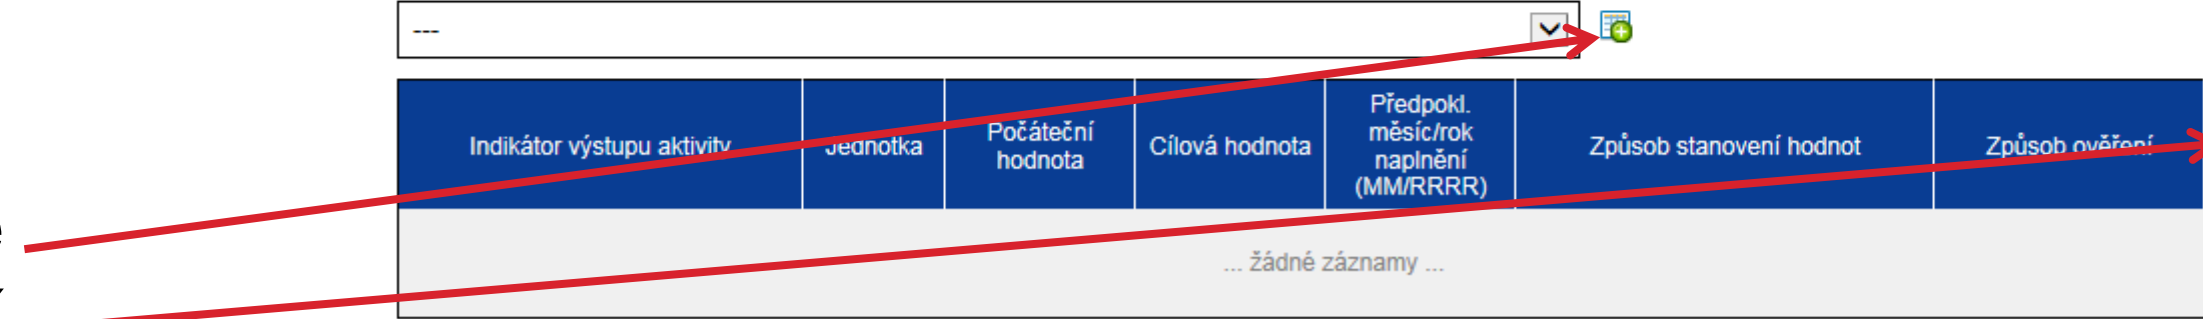 ---
Indikátor výstupu aktivity
Jednotka
Počáteční
hodnota
Cílová hodnota
Předpokl.
měsíc/rok
naplnění
(MM/RRRR)
Způsob stanovení hodnot
Způsob ověření
... žádné záznamy ...